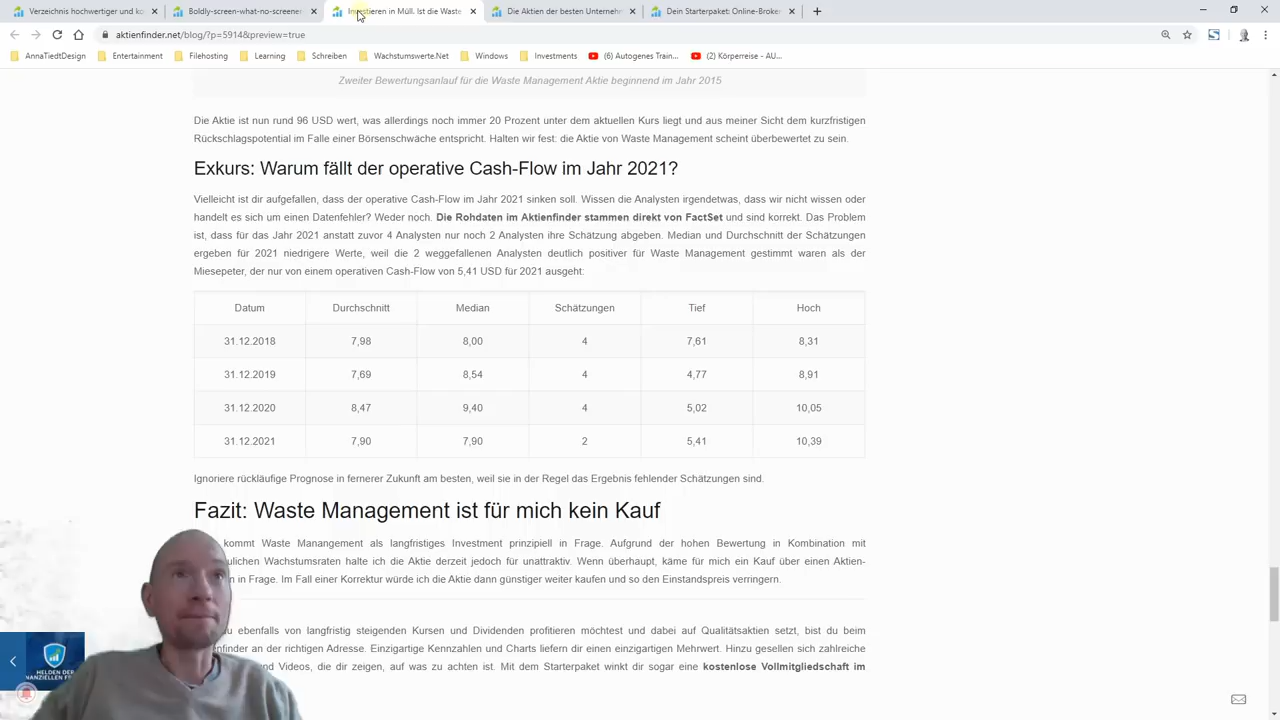 Verzeichnis hochwertiger und ko
Boldly-screen-what-no-screener
Investieren in Müll. Ist die Waste
Die Aktien der besten Unternehm
Dein Starterpaket: Online-Broker
aktienfinder.net/blog/?p=5914&preview=true
AnnaTiedtDesign
Entertainment
Filehosting
Learning
Schreiben
Wachstumswerte.Net
Windows
Investments
(6) Autogenes Train...
(2) Körperreise - AU...
Zweiter Bewertungsanlauf für die Waste Management Aktie beginnend im Jahr 2015
Die Aktie ist nun rund 96 USD wert, was allerdings noch immer 20 Prozent unter dem aktuellen Kurs liegt und aus meiner Sicht dem kurzfristigen
Rückschlagspotential im Falle einer Börsenschwäche entspricht. Halten wir fest: die Aktie von Waste Management scheint überbewertet zu sein.
Exkurs: Warum fällt der operative Cash-Flow im Jahr 2021?
Vielleicht ist dir aufgefallen, dass der operative Cash-Flow im Jahr 2021 sinken soll. Wissen die Analysten irgendetwas, dass wir nicht wissen oder
handelt es sich um einen Datenfehler? Weder noch. Die Rohdaten im Aktienfinder stammen direkt von FactSet und sind korrekt. Das Problem
ist, dass für das Jahr 2021 anstatt zuvor 4 Analysten nur noch 2 Analysten ihre Schätzung abgeben. Median und Durchschnitt der Schätzungen
ergeben für 2021 niedrigere Werte, weil die 2 weggefallenen Analysten deutlich positiver für Waste Management gestimmt waren als der
Miesepeter, der nur von einem operativen Cash-Flow von 5,41 USD für 2021 ausgeht:
Datum Durchschnitt Median Schätzungen Tief Hoch
31.12.2018 7,98 8,00 4 7,61 8,31
31.12.2019 7,69 8,54 4 4,77 8,91
31.12.2020 8,47 9,40 4 5,02 10,05
31.12.2021 7,90 7,90 2 5,41 10,39
Ignoriere rückläufige Prognose in fernerer Zukunft am besten, weil sie in der Regel das Ergebnis fehlender Schätzungen sind.
Fazit: Waste Management ist für mich kein Kauf
kommt Waste Manangement als langfristiges Investment prinzipiell in Frage. Aufgrund der hohen Bewertung in Kombination mit
ulichen Wachstumsraten halte ich die Aktie derzeit jedoch für unattraktiv. Wenn überhaupt, käme für mich ein Kauf über einen Aktien-
n in Frage. Im Fall einer Korrektur würde ich die Aktie dann günstiger weiter kaufen und so den Einstandspreis verringern.
u ebenfalls von langfristig steigenden Kursen und Dividenden profitieren möchtest und dabei auf Qualitätsaktien setzt, bist du beim
enfinder an der richtigen Adresse. Einzigartige Kennzahlen und Charts liefern dir einen einzigartigen Mehrwert. Hinzu gesellen sich zahlreiche
nd Videos, die dir zeigen, auf was zu achten ist. Mit dem Starterpaket winkt dir sogar eine kostenlose Vollmitgliedschaft im
HELDEN DER